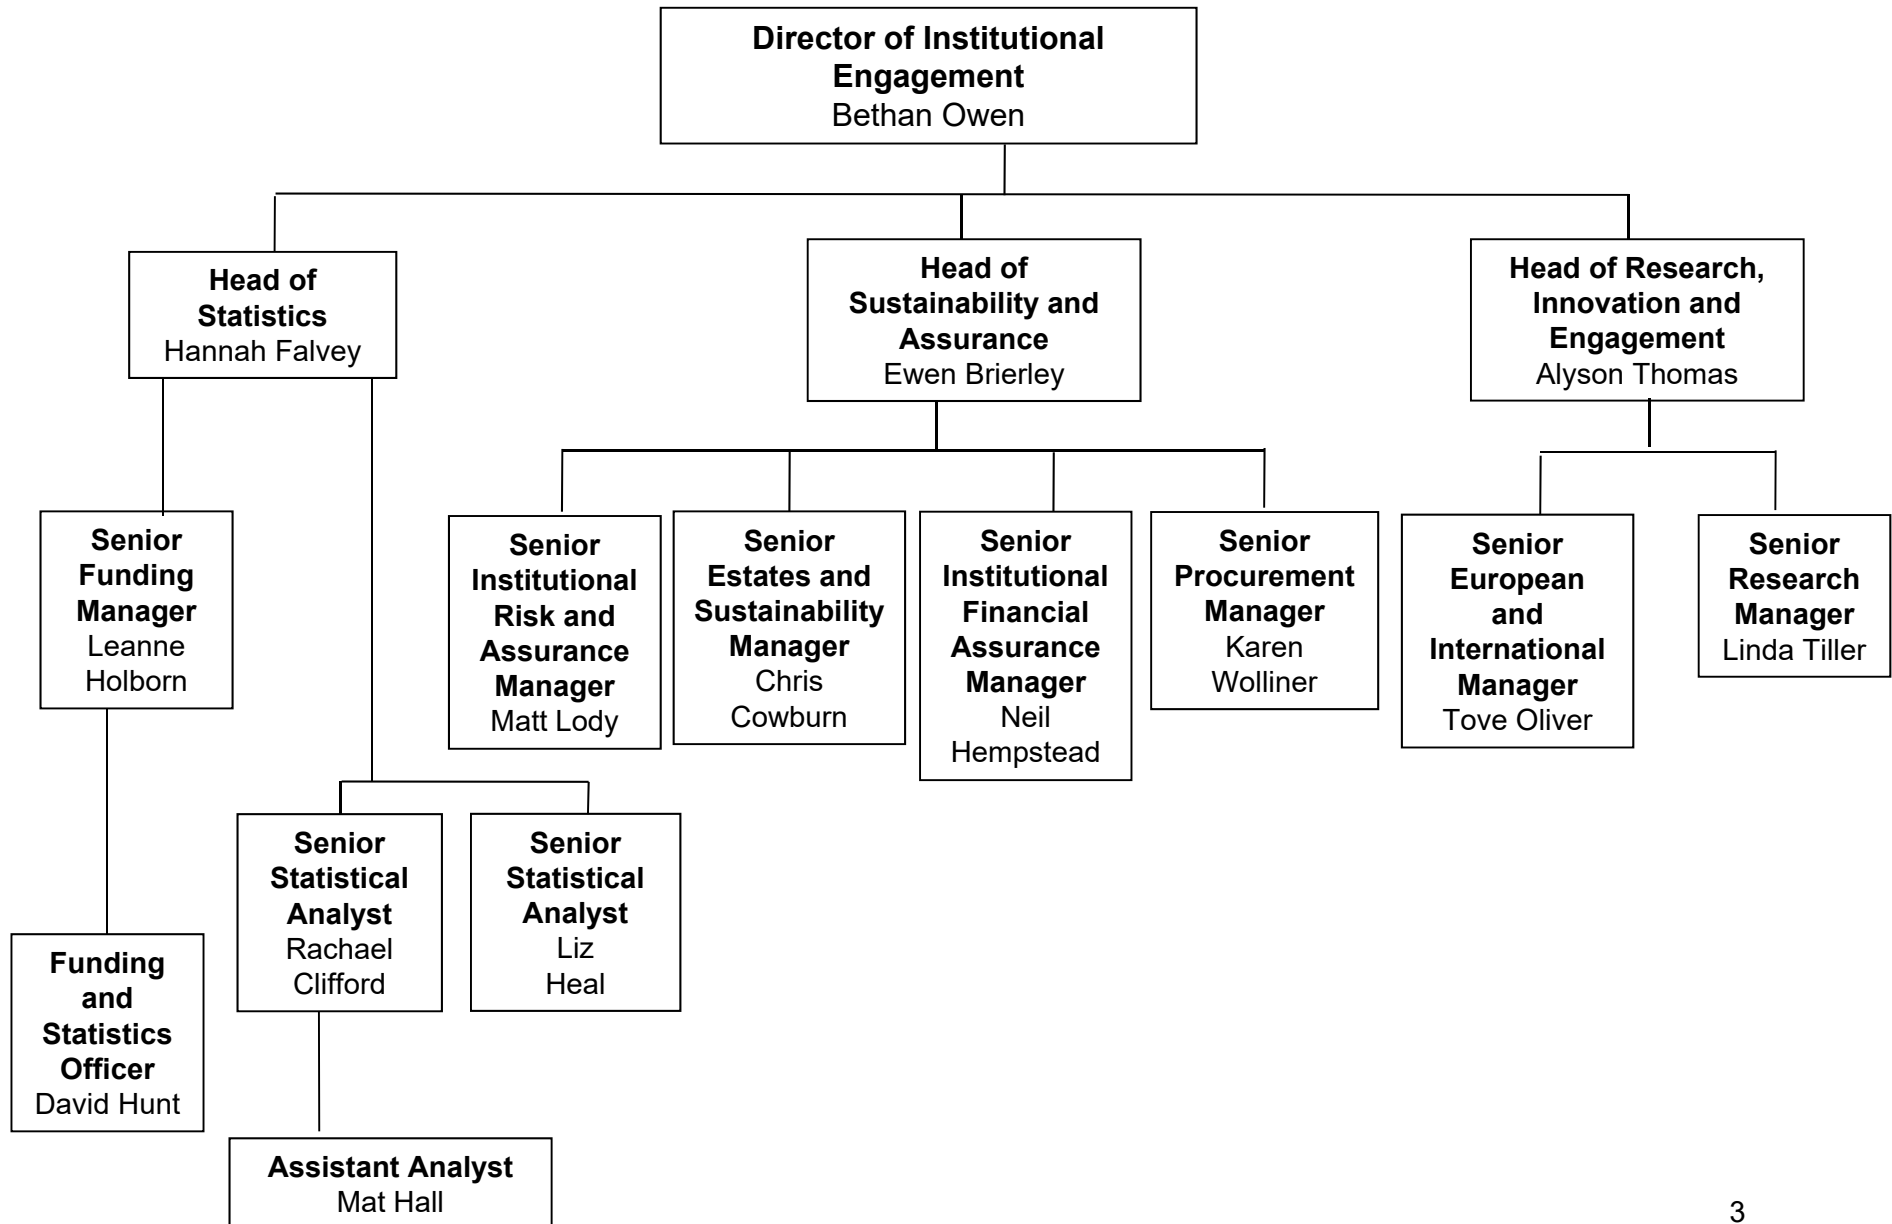 Director of Institutional
Engagement
Bethan Owen
Head of
Statistics
Hannah Falvey
Head of
Sustainability and
Assurance
Ewen Brierley
Head of Research,
Innovation and
Engagement
Alyson Thomas
Senior
Funding
Manager
Leanne
Holborn
Senior
Institutional
Risk and
Assurance
Manager
Matt Lody
Senior
Estates and
Sustainability
Manager
Chris
Cowburn
Senior
Institutional
Financial
Assurance
Manager
Neil
Hempstead
Senior
Procurement
Manager
Karen
Wolliner
Senior
European
and
International
Manager
Tove Oliver
Senior
Research
Manager
Linda Tiller
Senior
Statistical
Analyst
Rachael
Clifford
Senior
Statistical
Analyst
Liz
Heal
Funding
and
Statistics
Officer
David Hunt
Assistant Analyst
Mat Hall
3